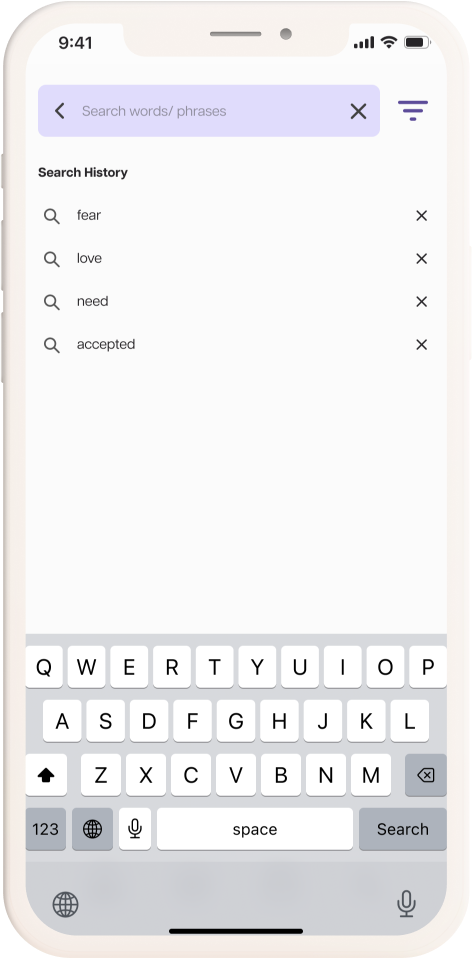 9:41
Search words/ phrases
Search History
fear
love
need
accepted
Q W E R T Y U I O P
A S D F G H J K L
Z X C V B N M
123 space Search